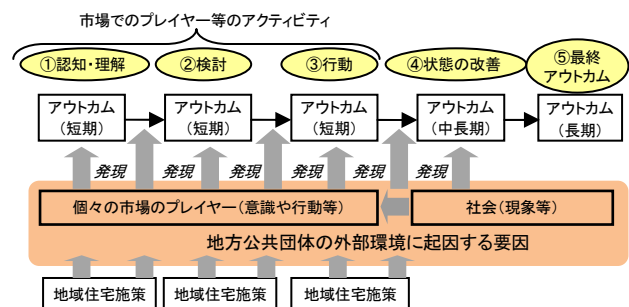 市場でのプレイヤー等のアクティビティ
①認知・理解
②検討
③行動
④状態の改善
⑤最終
アウトカム
アウトカム
（短期）
アウトカム
（短期）
アウトカム
（短期）
アウトカム
（中長期）
アウトカム
（長期）
発現
発現
発現
発現
発現
発現
個々の市場のプレイヤー（意識や行動等）
社会（現象等）
地方公共団体の外部環境に起因する要因
地域住宅施策
地域住宅施策
地域住宅施策